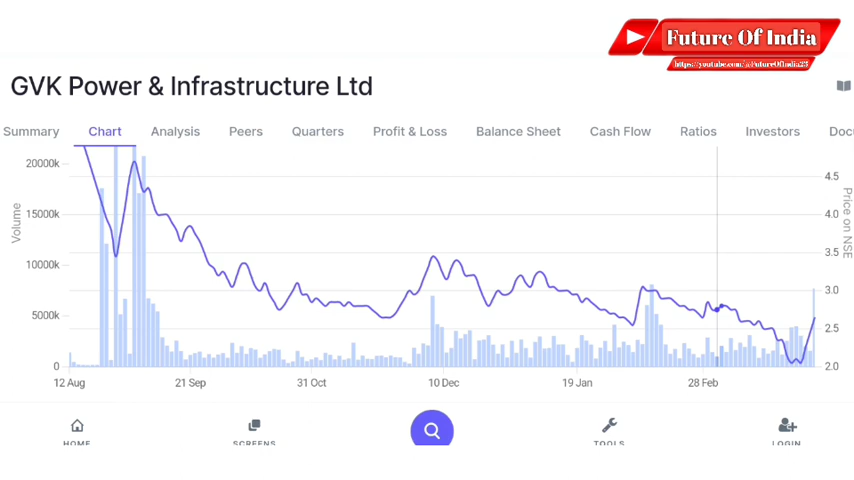 Future Of India
GVK Power & Infrastructure Ltd
Summary Chart Analysis Peers Quarters Profit & Loss Balance Sheet Cash Flow Ratios Investors Docu
20000k 4.5
15000k 4.0
3.5
10000k
3.0
5000k
2.5
0 2.0
Volume
Price on NSE
12 Aug 21 Sep 31 Oct 10 Dec 19 Jan 28 Feb
HOME SCREENS TOOLS LOGIN